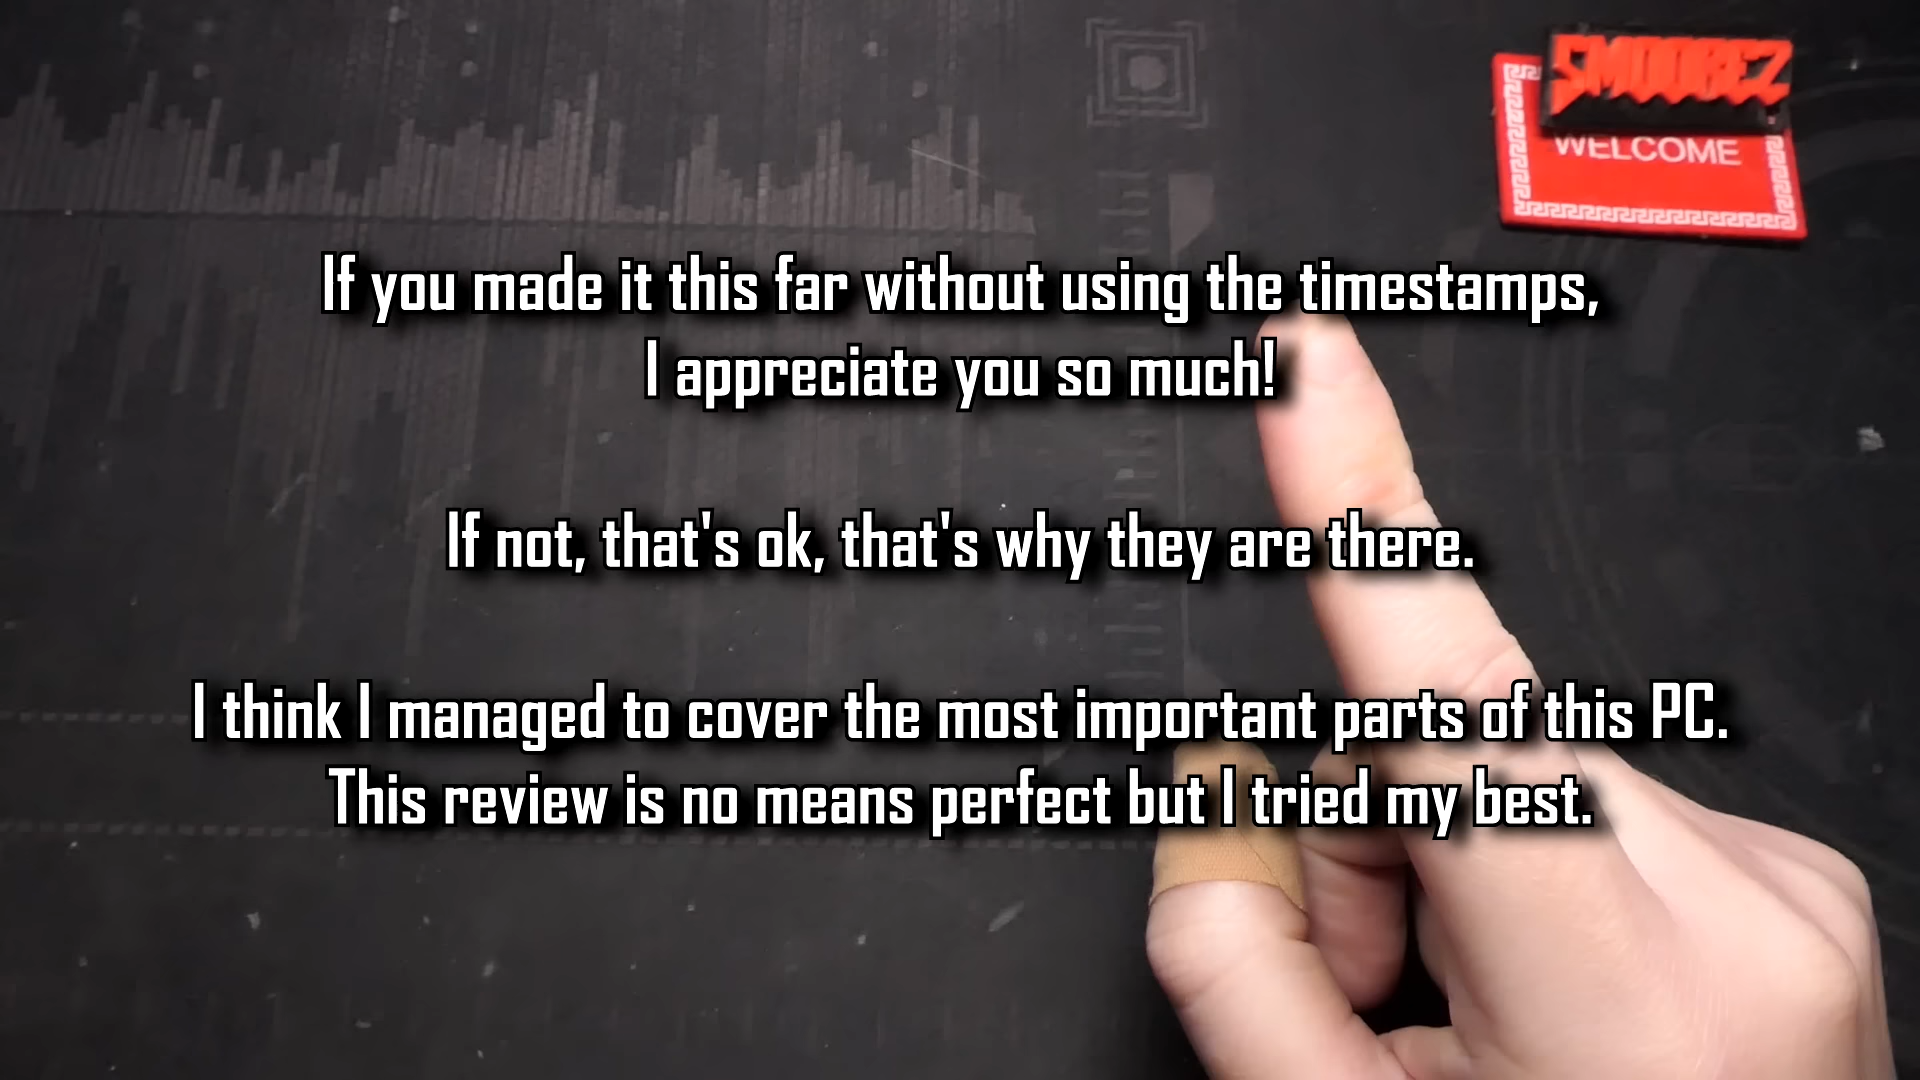 SMOOBEZ
WELCOME
If you made it this far without using the timestamps,
I appreciate you so much!
If not, that's ok, that's why they are there.
I think I managed to cover the most important parts of this PC.
This review is no means perfect but I tried my best.